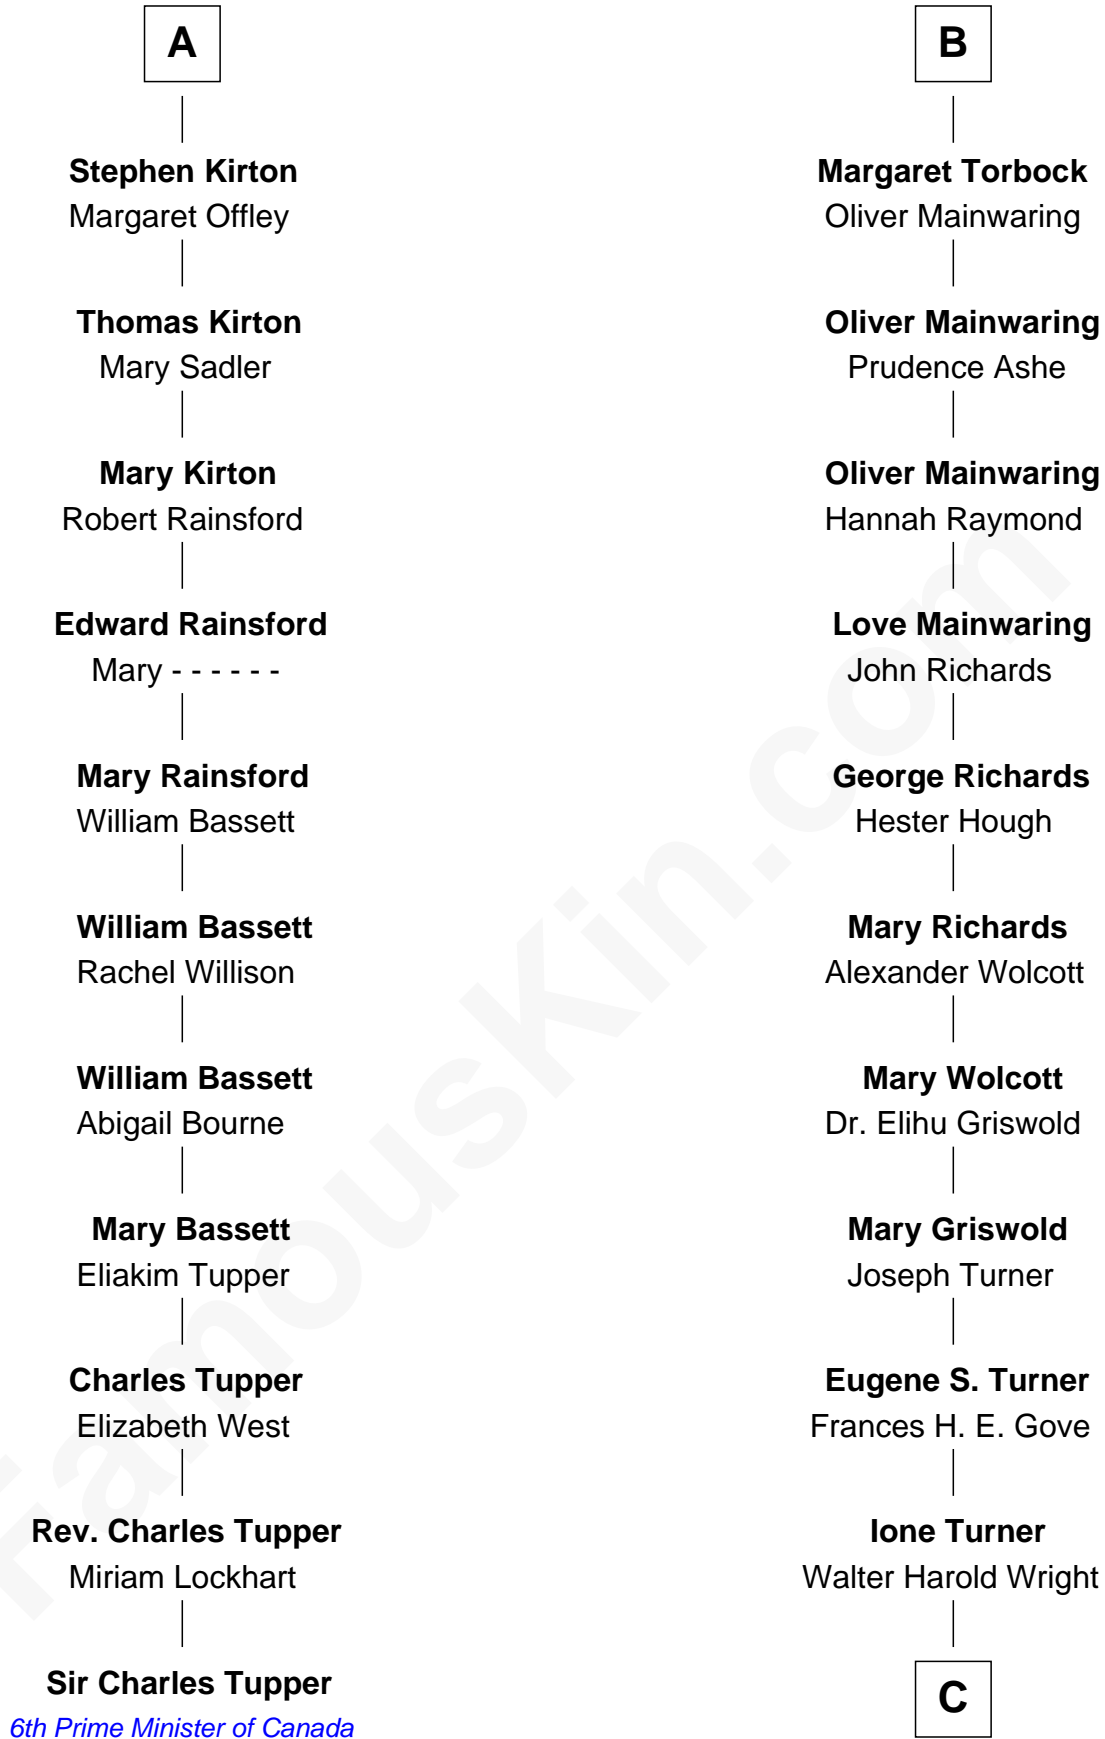 A
Stephen Kirton
Margaret Offley
Thomas Kirton
Mary Sadler
Mary Kirton
Robert Rainsford
Edward Rainsford
Mary - - - - - -
Mary Rainsford
William Bassett
William Bassett
Rachel Willison
William Bassett
Abigail Bourne
Mary Bassett
Eliakim Tupper
Charles Tupper
Elizabeth West
Rev. Charles Tupper
Miriam Lockhart
Sir Charles Tupper
6th Prime Minister of Canada
B
Margaret Torbock
Oliver Mainwaring
Oliver Mainwaring
Prudence Ashe
Oliver Mainwaring
Hannah Raymond
Love Mainwaring
John Richards
George Richards
Hester Hough
Mary Richards
Alexander Wolcott
Mary Wolcott
Dr. Elihu Griswold
Mary Griswold
Joseph Turner
Eugene S. Turner
Frances H. E. Gove
Ione Turner
Walter Harold Wright
C
FamousKin.com